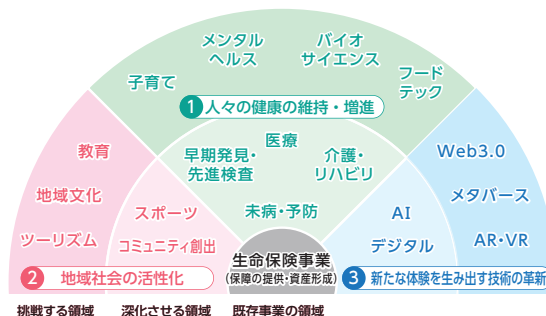 メンタル
ヘルス
バイオ
サイエンス
子育て
フード
テック
1 人々の健康の維持・増進
医療
早期発見・
先進検査
介護・
リハビリ
未病・予防
教育
地域文化
ツーリズム
スポーツ
コミュニティ創出
2 地域社会の活性化
Web3.0
メタバース
AR・VR
AI
デジタル
3 新たな体験を生み出す技術の革新
生命保険事業
(保障の提供・資産形成)
挑戦する領域
深化させる領域
既存事業の領域